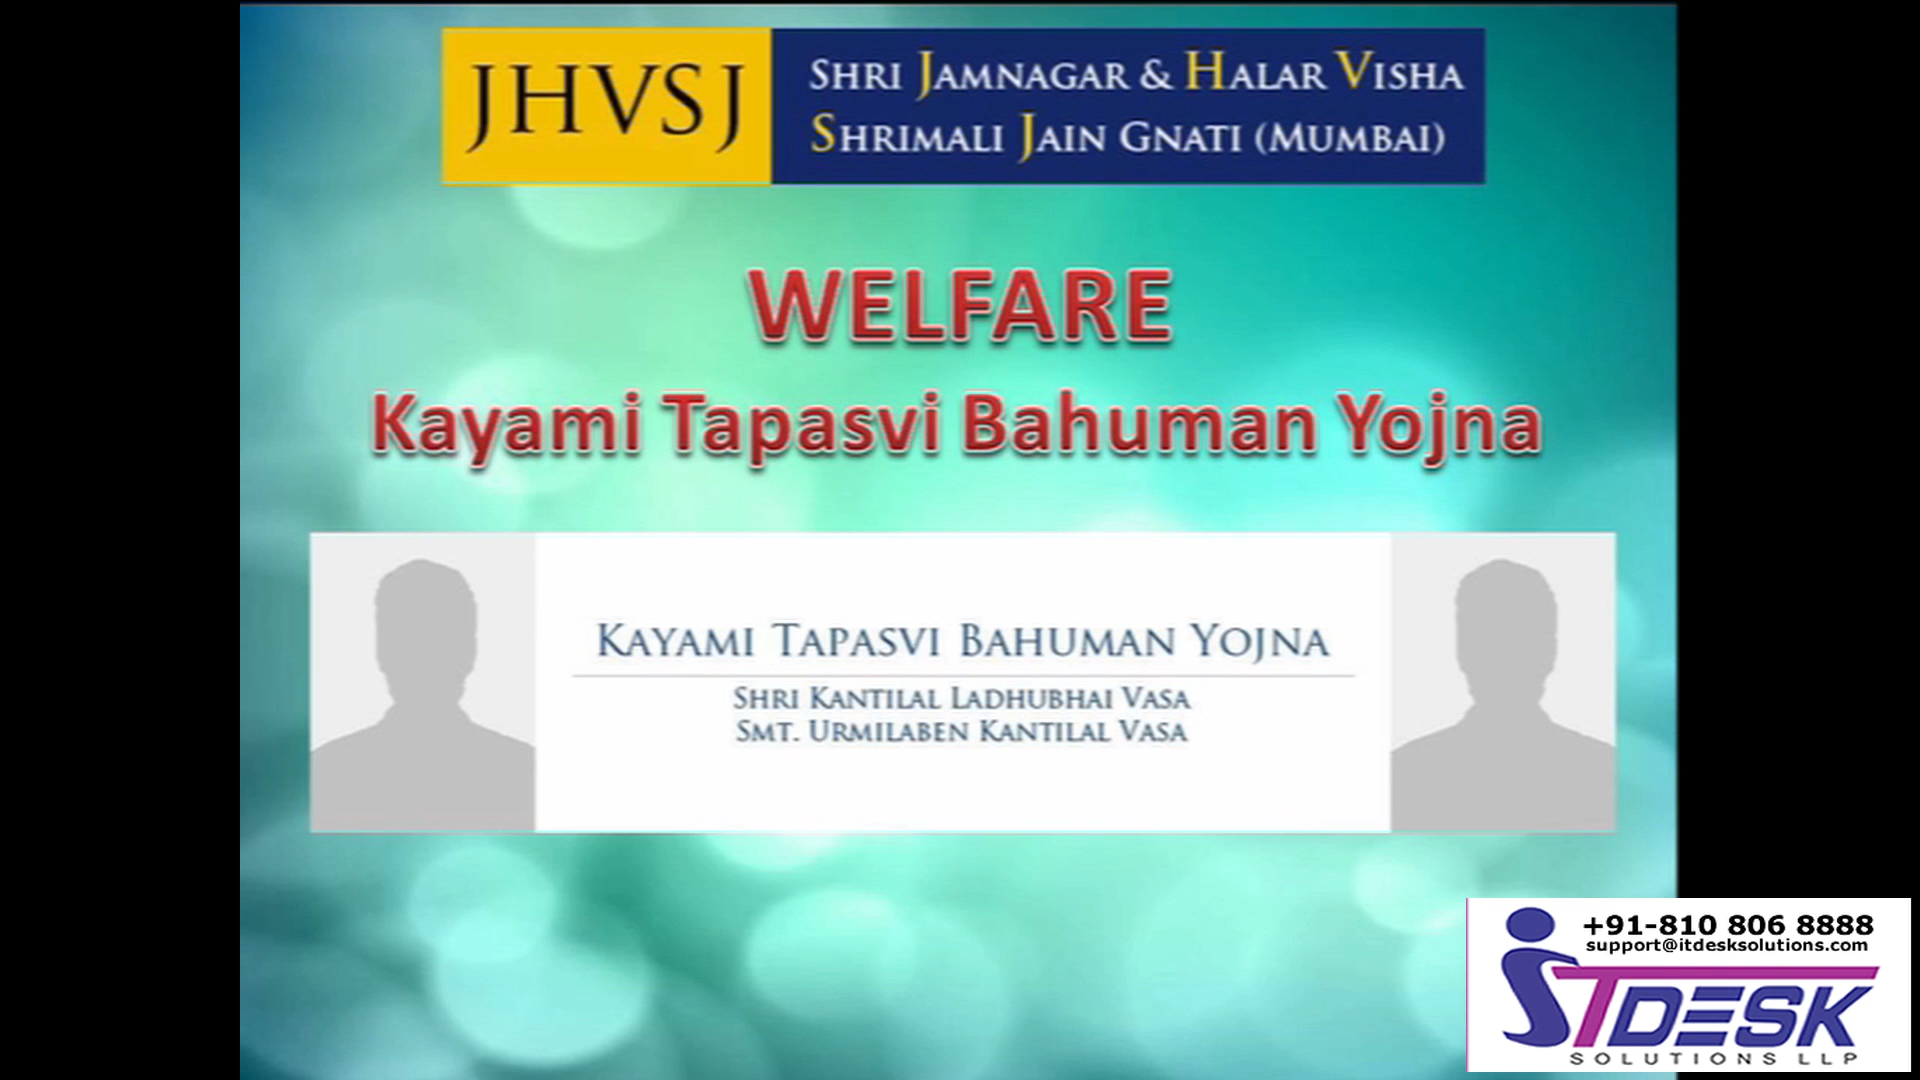 JHVSJ
SHRI JAMNAGAR & HALAR VISHA
SHRIMALI JAIN GNATI (MUMBAI)
WELFARE
Kayami Tapasvi Bahuman Yojna
KAYAMI TAPASVI BAHUMAN YOJNA
SHRI KANTILAL LADHUBHAI VASA
SMT. URMILABEN KANTILAL VASA
+91-810 806 8888
support@itdesksolutions.com
iTDESK
SOLUTIONS LLP